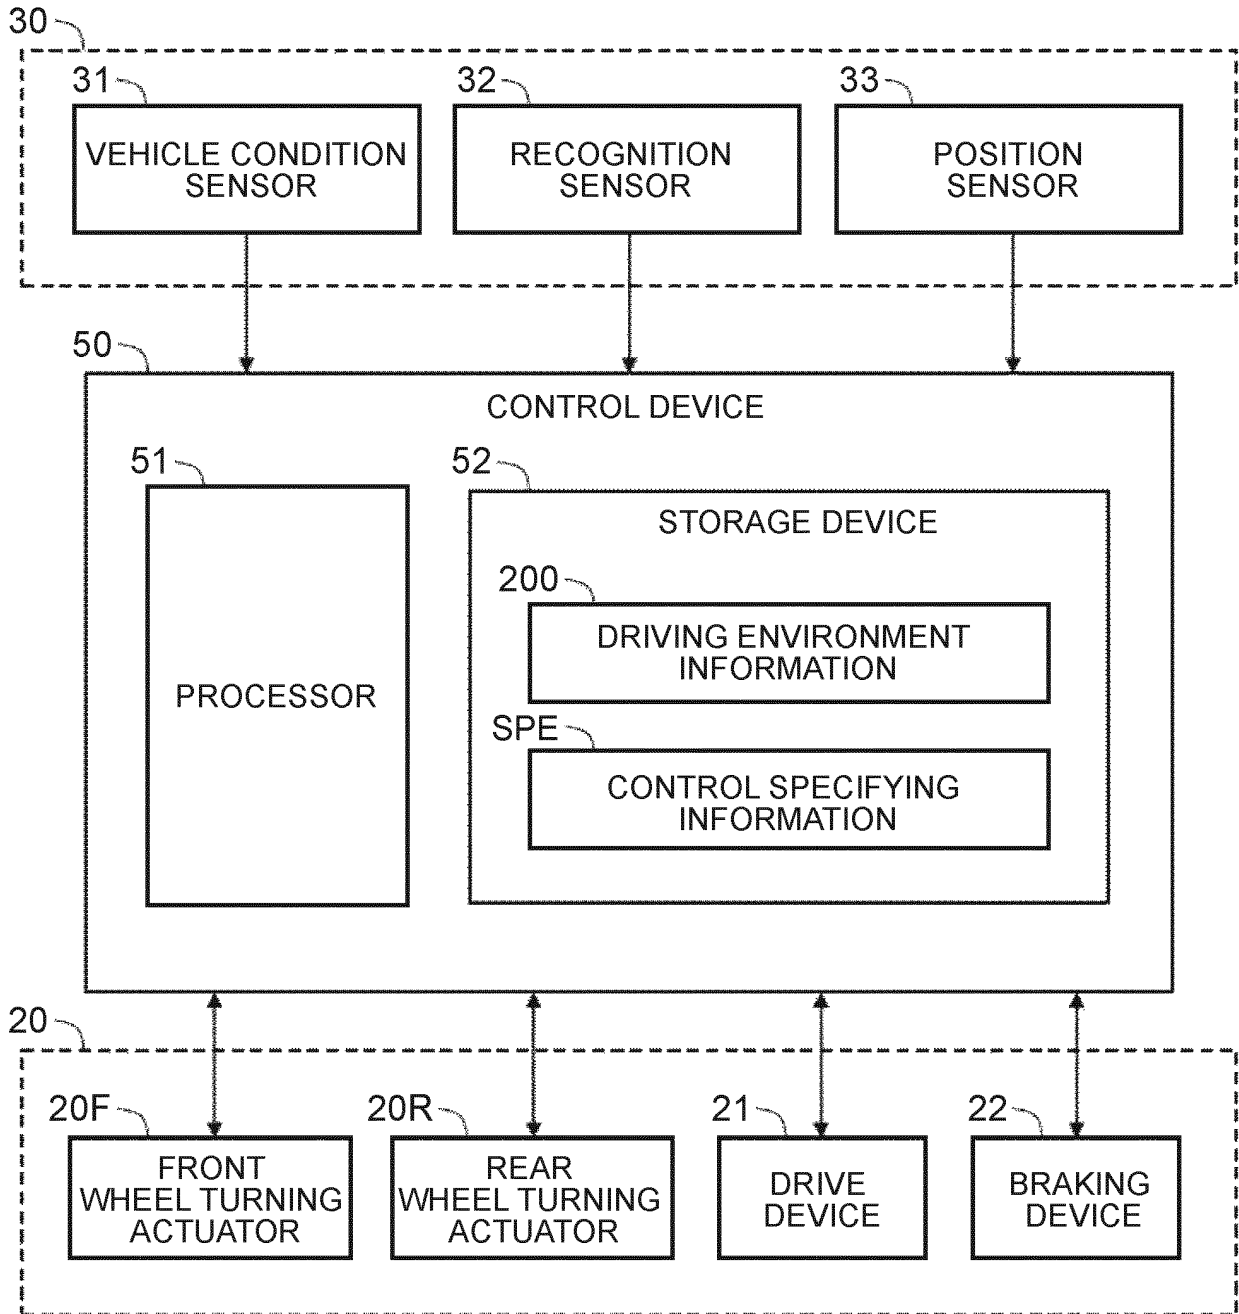 30
31
32
33
VEHICLE CONDITION
SENSOR
RECOGNITION
SENSOR
POSITION
SENSOR
50
CONTROL DEVICE
51
PROCESSOR
52
STORAGE DEVICE
200
DRIVING ENVIRONMENT
INFORMATION
SPE
CONTROL SPECIFYING
INFORMATION
20
20F
FRONT
WHEEL TURNING
ACTUATOR
20R
REAR
WHEEL TURNING
ACTUATOR
21
DRIVE
DEVICE
22
BRAKING
DEVICE